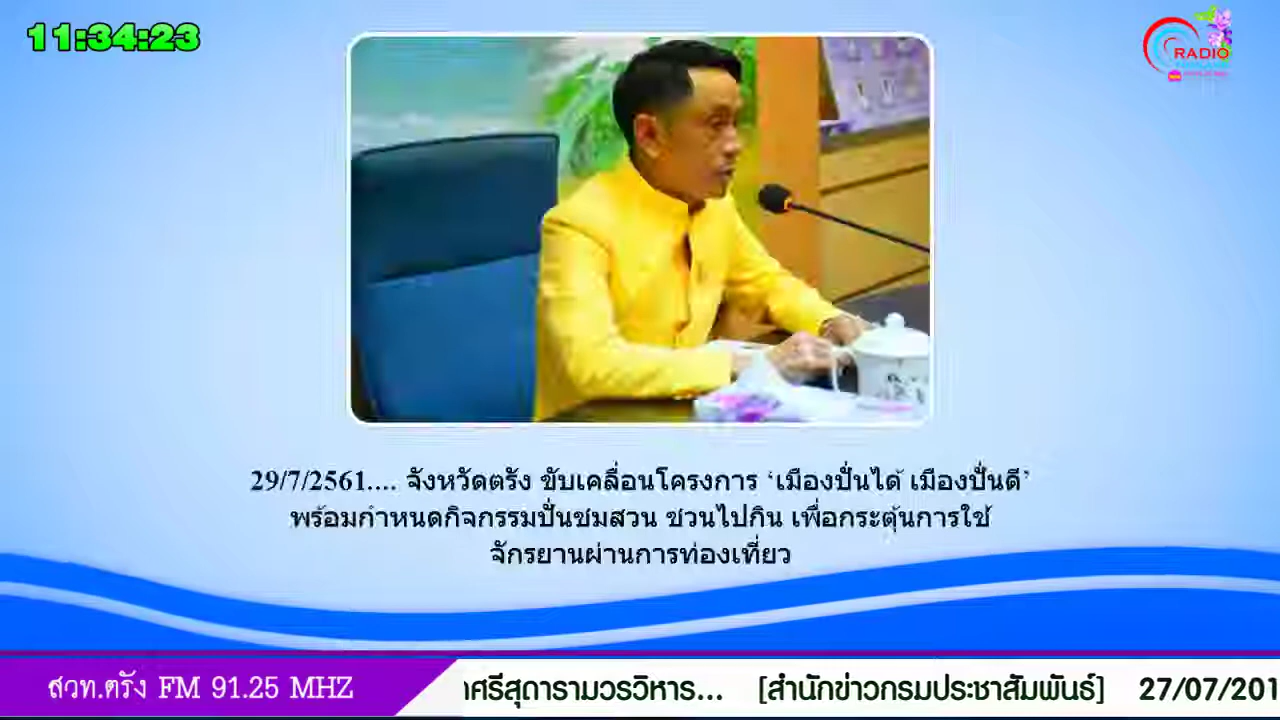 11:34:23
RADIO
THAILAND
29/7/2561.... จังหวัดตรัง ขับเคลื่อนโครงการ ‘เมืองปั่นได้ เมืองปั่นดี’
พร้อมกำหนดกิจกรรมปั่นชมสวน ชวนไปกิน เพื่อกระตุ้นการใช้
จักรยานผ่านการท่องเที่ยว
สวท.ตรัง FM 91.25 MHZ
าศรีสุดารามวรวิหาร... [สำนักข่าวกรมประชาสัมพันธ์] 27/07/201